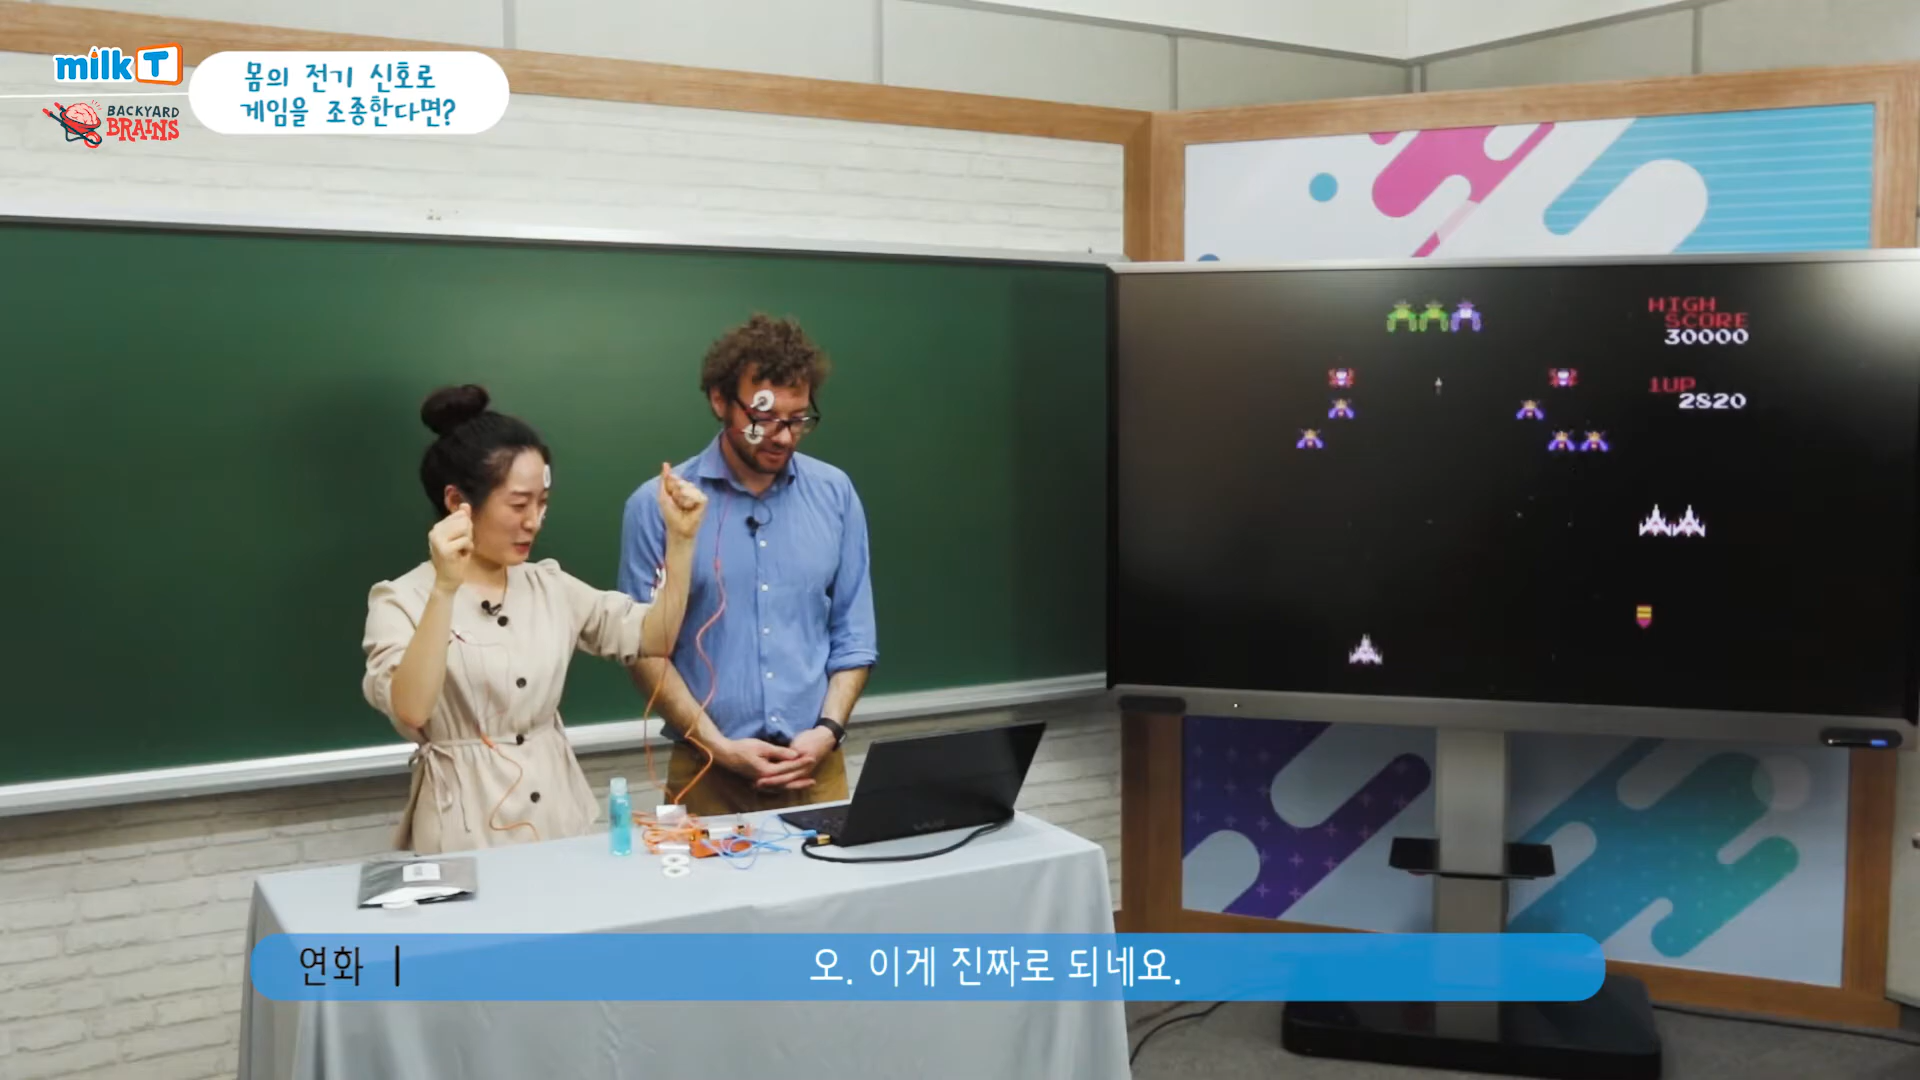 milk T
BACKYARD
BRAINS
몸의 전기 신호로
게임을 조종한다면?
HIGH
SCORE
30000
1UP
2820
연화 | 오. 이게 진짜로 되네요.